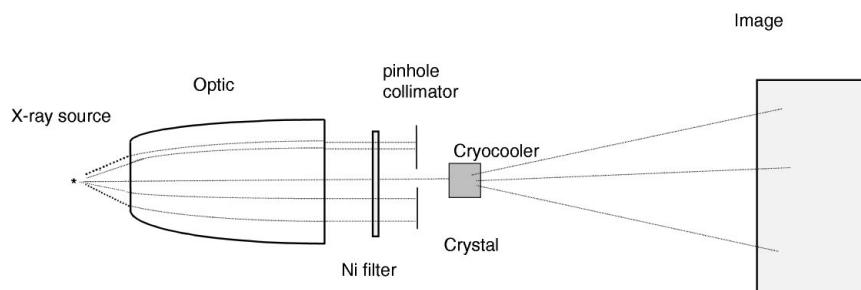 Image
pinhole
collimator
Optic
X-ray source
Cryocooler
Crystal
Ni filter